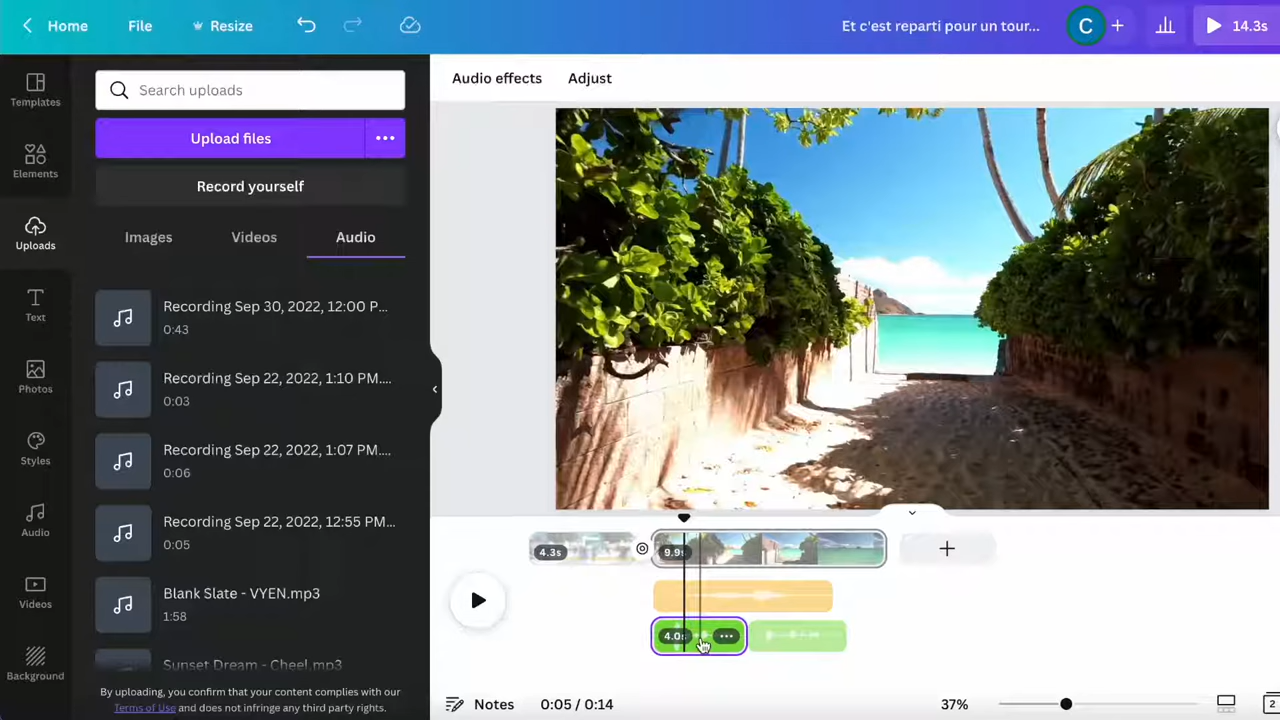 Home File Resize Et c'est reparti pour un tour... C 14.3s
Templates
Elements
Uploads
Text
Photos
Styles
Audio
Videos
Background
Search uploads
Upload files
Record yourself
Images Videos Audio
Recording Sep 30, 2022, 12:00 P...
0:43
Recording Sep 22, 2022, 1:10 PM....
0:03
Recording Sep 22, 2022, 1:07 PM....
0:06
Recording Sep 22, 2022, 12:55 PM...
0:05
Blank Slate - VYEN.mp3
1:58
Sunset Dream - Cheel.mp3
By uploading, you confirm that your content complies with our
Terms of Use and does not infringe any third party rights.
Audio effects Adjust
4.3s 9.9s
4.0s
Notes 0:05 / 0:14 37% 2